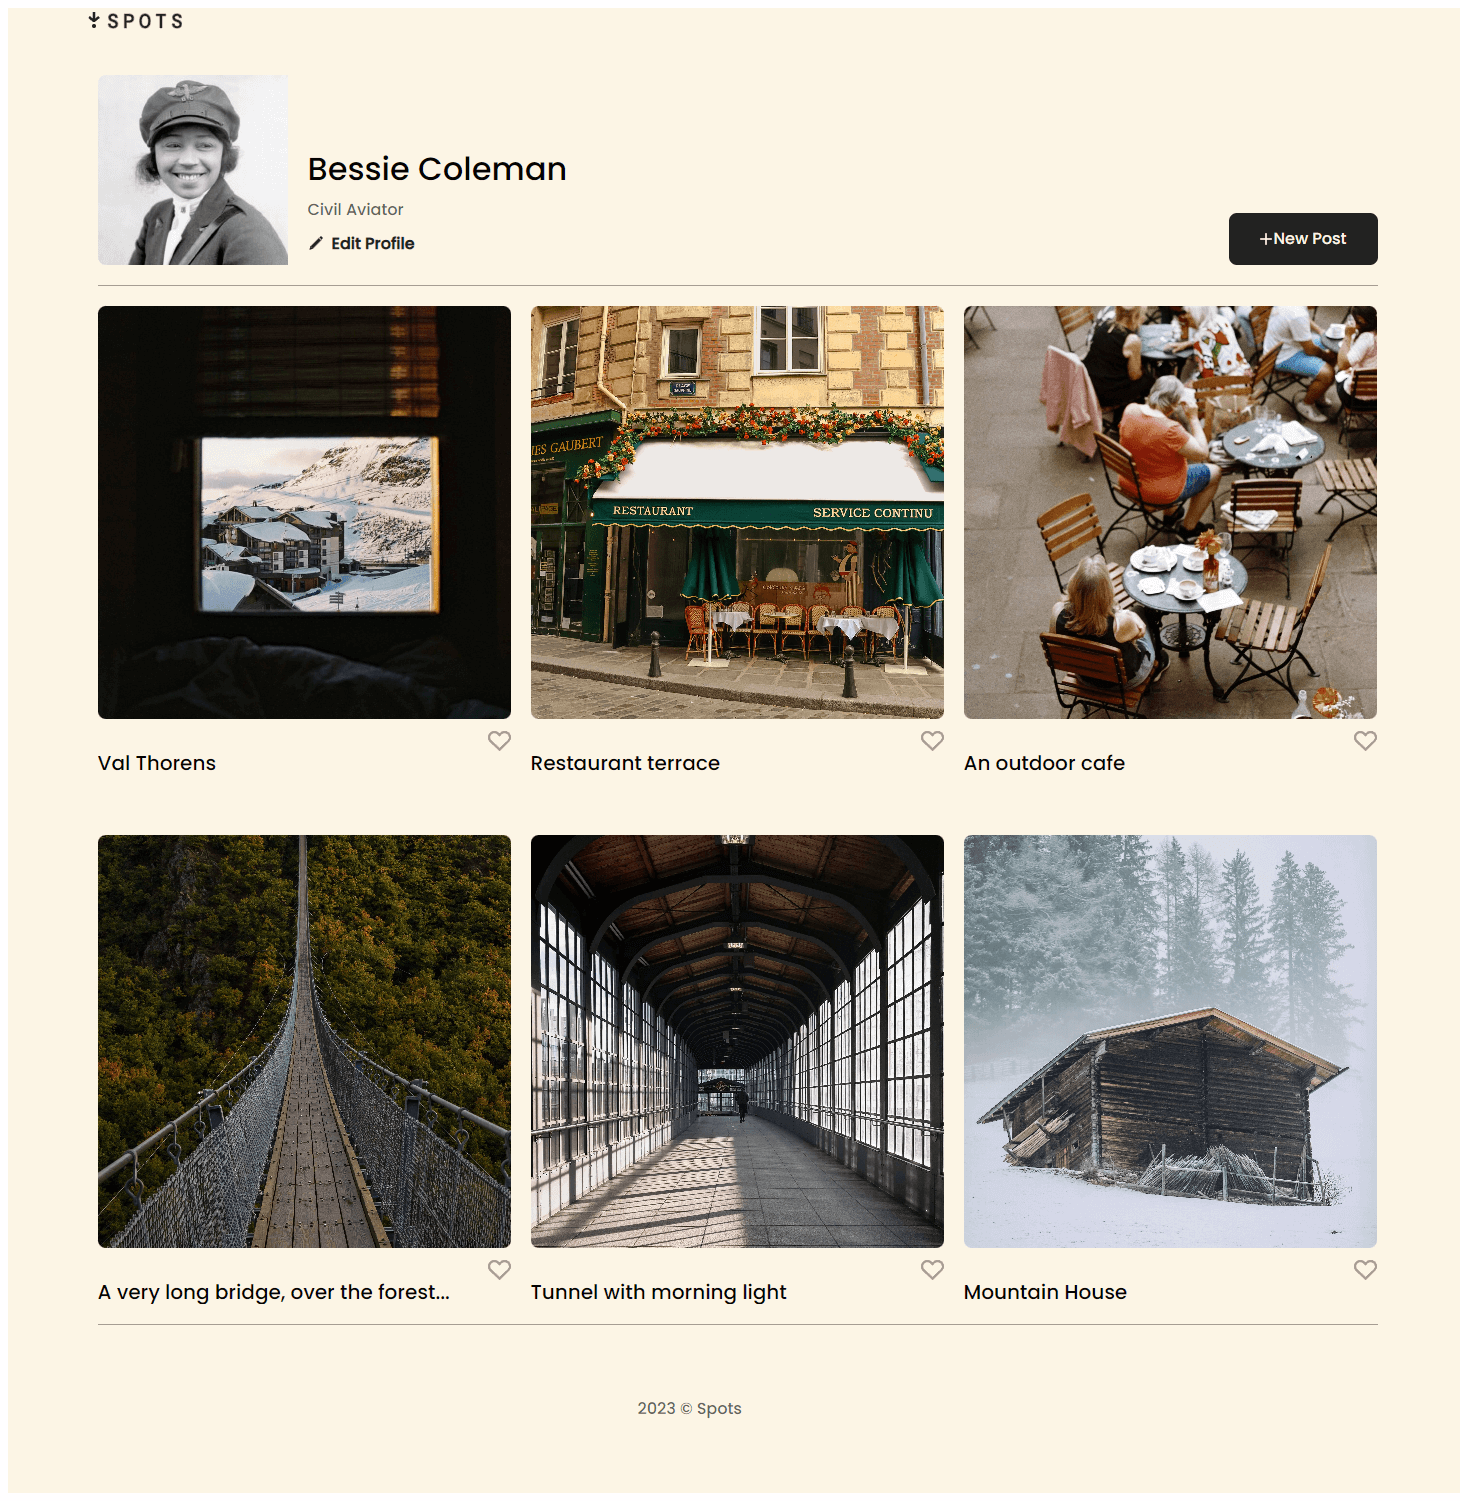 SPOTS
Bessie Coleman
Civil Aviator
Edit Profile
+New Post
IES GAUBERT
RESTAURANT
SERVICE CONTINU
Val Thorens
Restaurant terrace
An outdoor cafe
A very long bridge, over the forest...
Tunnel with morning light
Mountain House
2023 © Spots